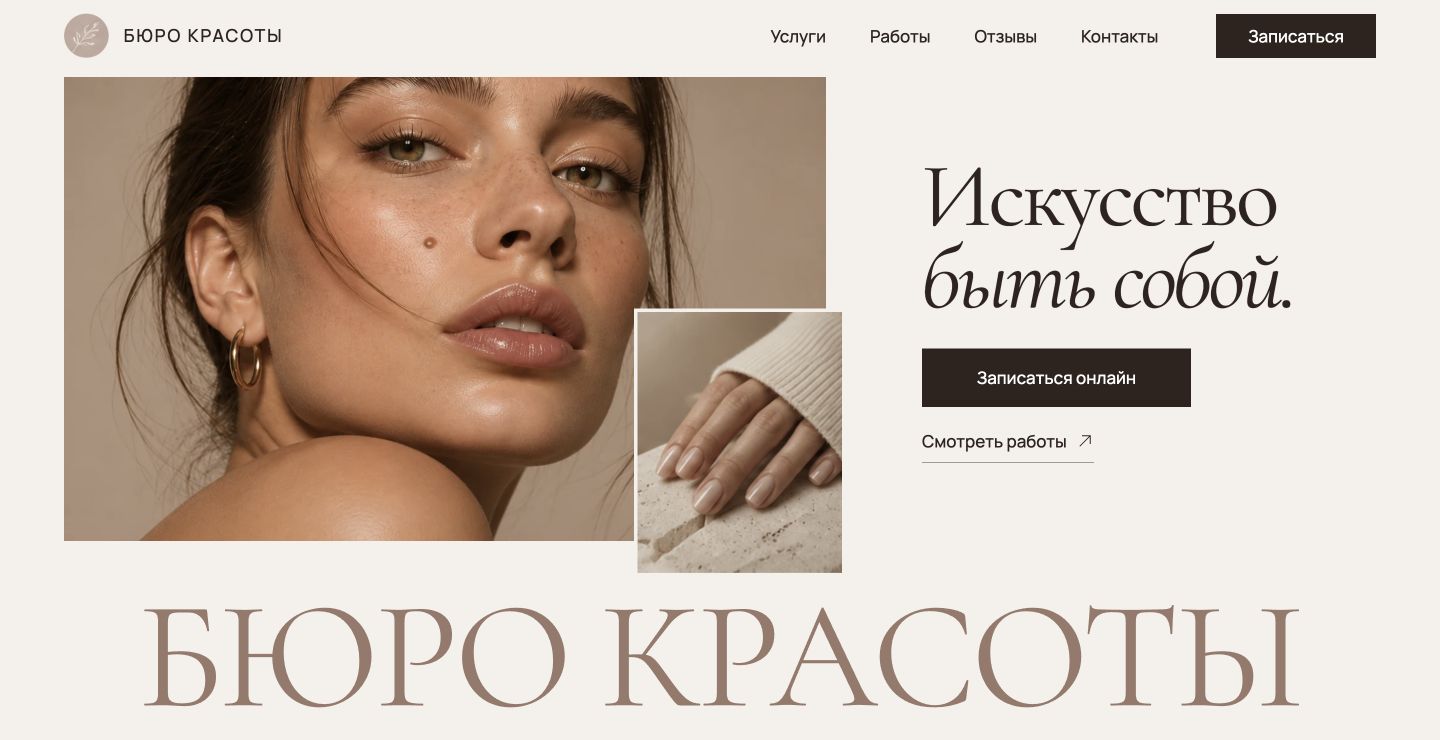 БЮРО КРАСОТЫ
Услуги
Работы
Отзывы
Контакты
Записаться
Искусство
быть собой.
Записаться онлайн
Смотреть работы
БЮРО КРАСОТЫ